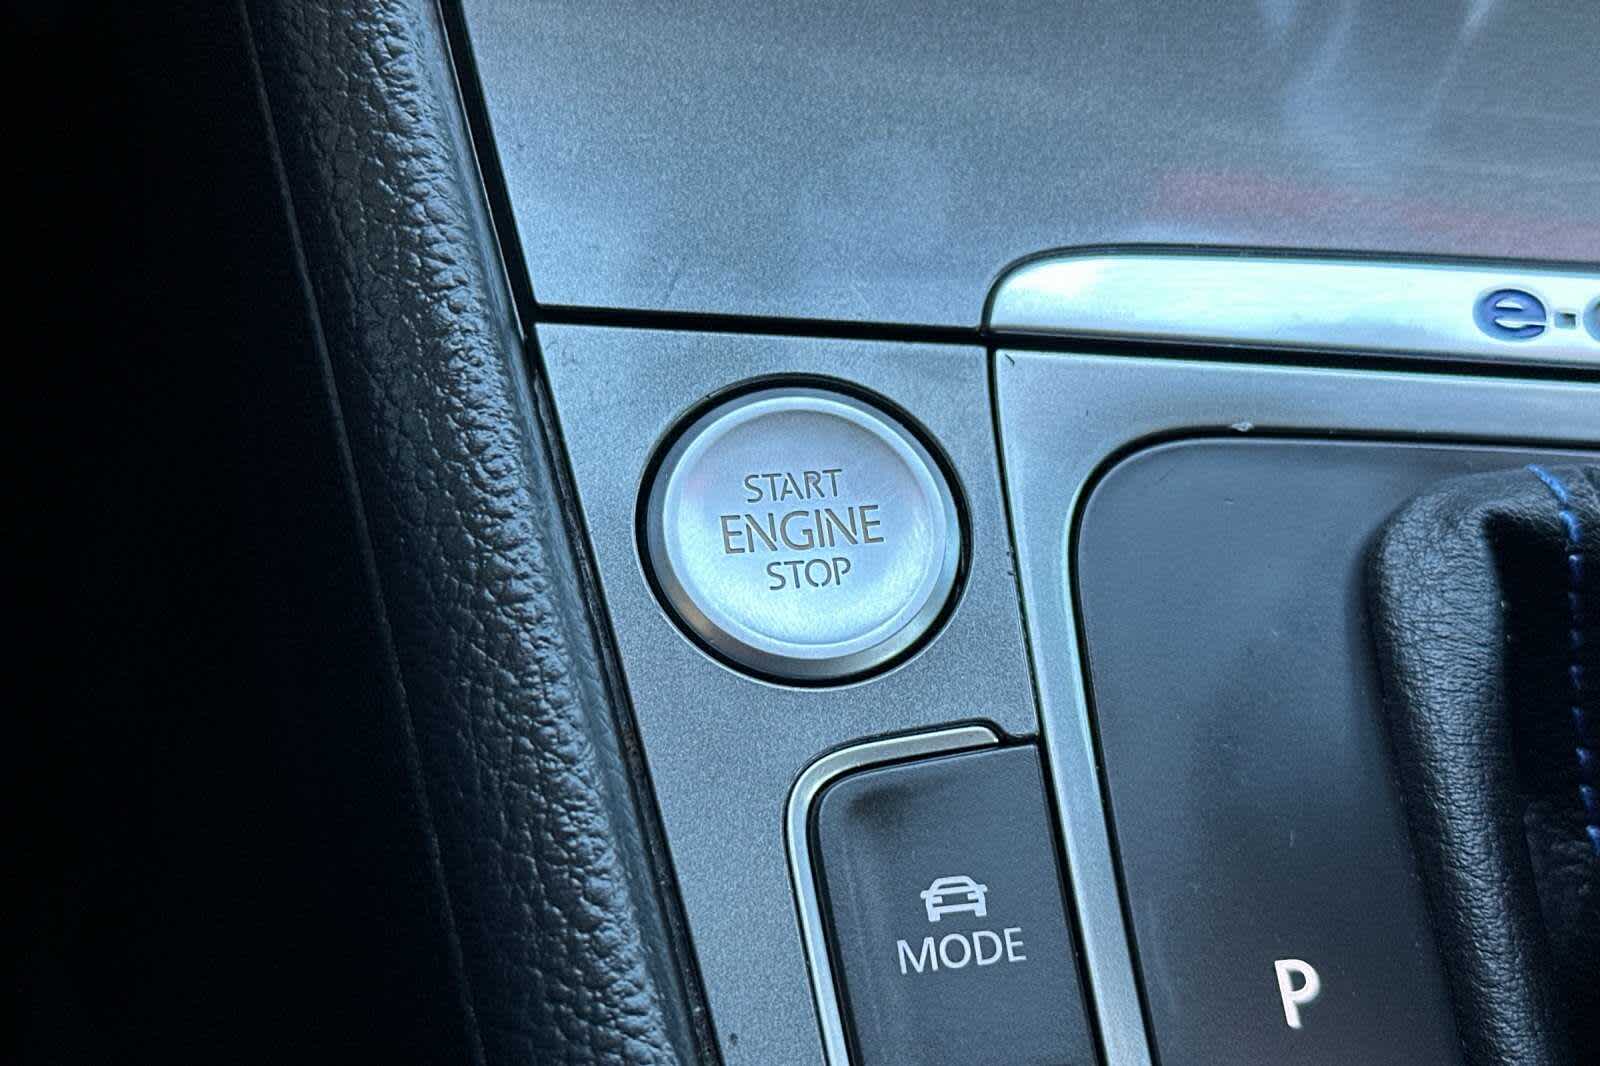 e-
START
ENGINE
STOP
MODE
P